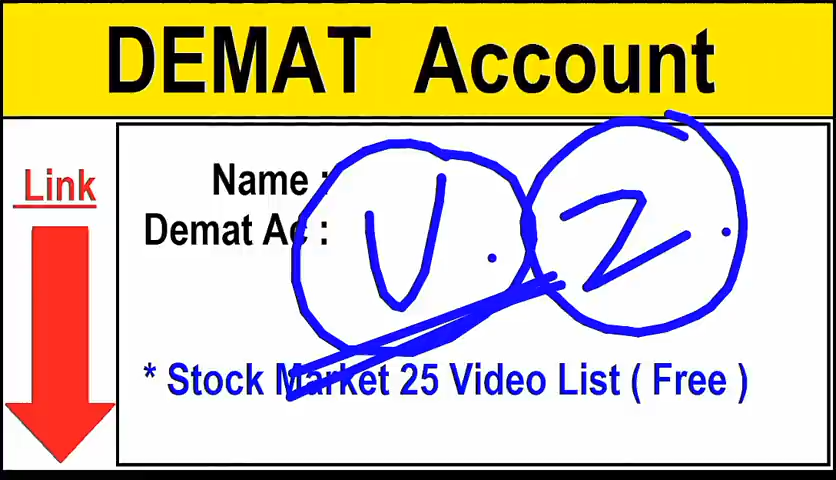 DEMAT Account
Link
Name :
Demat Ac :
U. Z.
* Stock Market 25 Video List ( Free )